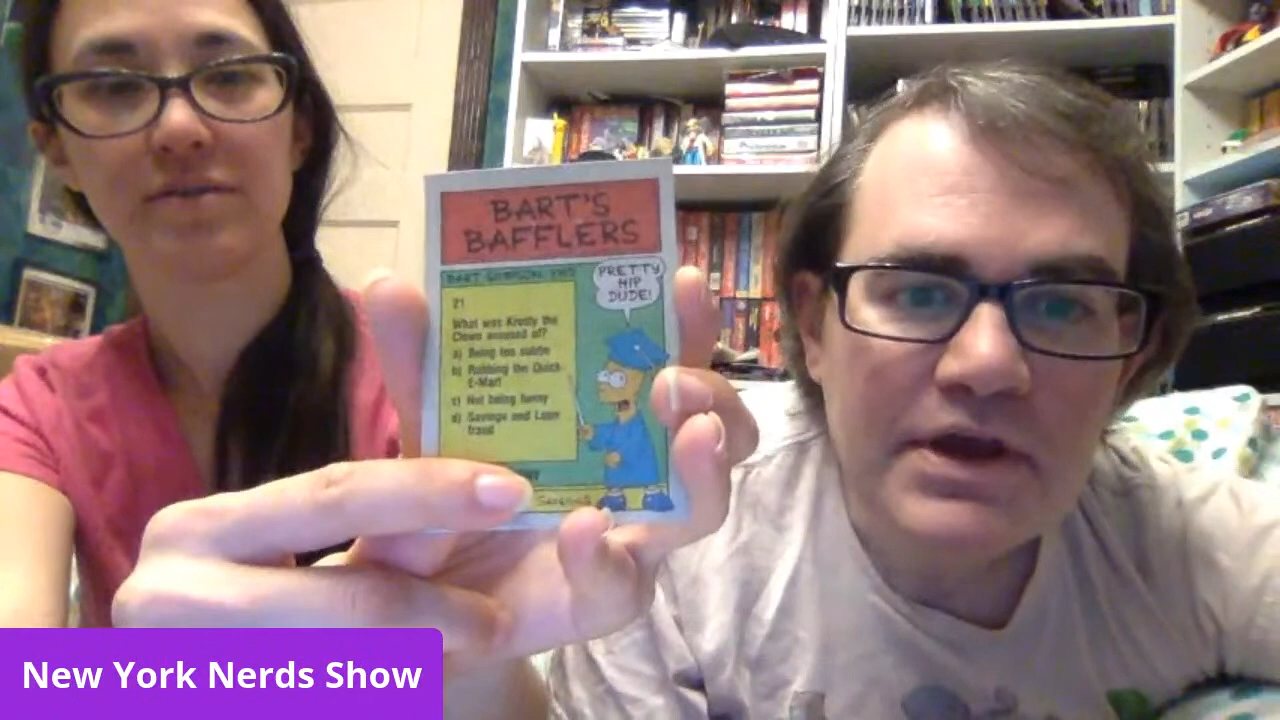 BART'S
BAFFLERS
BART SIMPSON
PRETTY
HIP
DUDE!
21
What was Krusty the
Clown accused of?
a) Being too subtle
b) Robbing the Quick-
E-Mart
c) Not being funny
d) Savings and Loan
fraud
New York Nerds Show